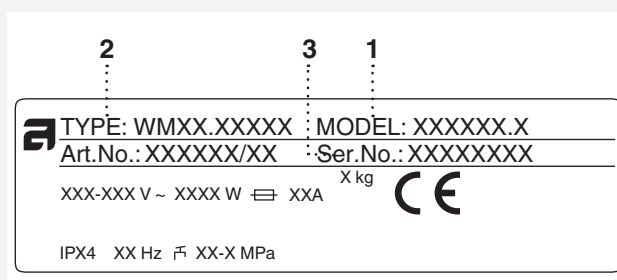 2 3 1
TYPE: WMXX.XXXXX MODEL: XXXXXX.X
Art.No.: XXXXXX/XX Ser.No.: XXXXXXXX
X kg
XXX-XXX V ~ XXXX W XXA CE
IPX4 XX Hz XX-X MPa